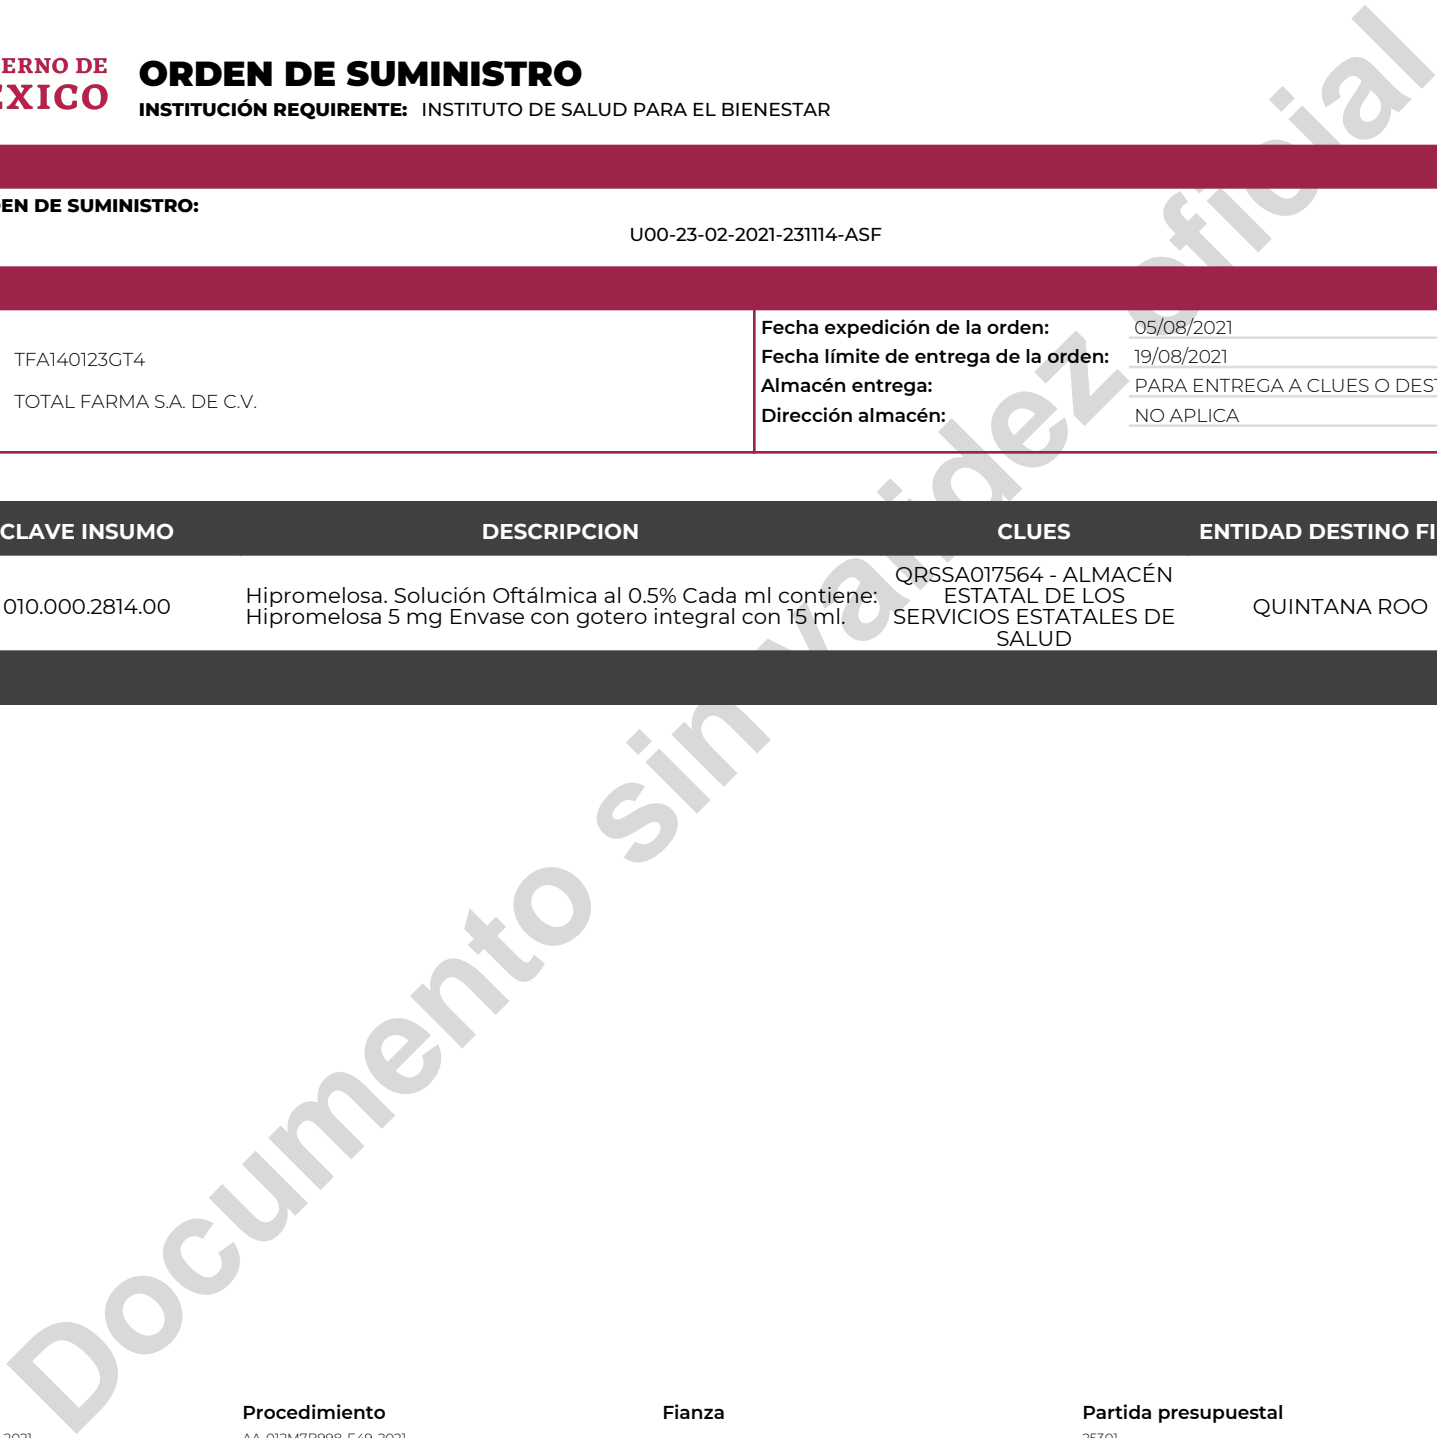 ERNO DE
ÉXICO
ORDEN DE SUMINISTRO
INSTITUCIÓN REQUIRENTE: INSTITUTO DE SALUD PARA EL BIENESTAR
EN DE SUMINISTRO:
U00-23-02-2021-231114-ASF
TFA140123GT4
TOTAL FARMA S.A. DE C.V.
Fecha expedición de la orden: 05/08/2021
Fecha límite de entrega de la orden: 19/08/2021
Almacén entrega: PARA ENTREGA A CLUES O DEST
Dirección almacén: NO APLICA
CLAVE INSUMO DESCRIPCION CLUES ENTIDAD DESTINO FI
010.000.2814.00
Hipromelosa. Solución Oftálmica al 0.5% Cada ml contiene:
Hipromelosa 5 mg Envase con gotero integral con 15 ml.
QRSSA017564 - ALMACÉN
ESTATAL DE LOS
SERVICIOS ESTATALES DE
SALUD
QUINTANA ROO
Documento sin validez oficial
Procedimiento Fianza Partida presupuestal